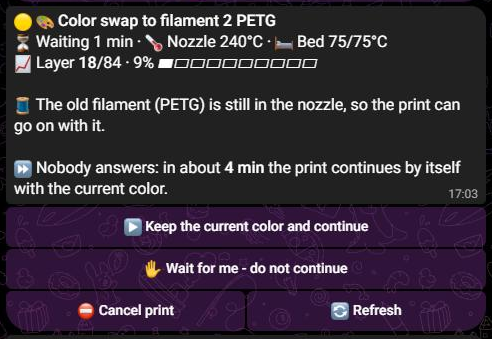 🟡 🎨 Color swap to filament 2 PETG
⏳ Waiting 1 min · 🌡️ Nozzle 240°C · 🛏️ Bed 75/75°C
📈 Layer 18/84 · 9% ▰▱▱▱▱▱▱▱▱▱
🧵 The old filament (PETG) is still in the nozzle, so the print can
go on with it.
⏩ Nobody answers: in about 4 min the print continues by itself
with the current color.
17:03
▶️ Keep the current color and continue
✋ Wait for me - do not continue
⛔ Cancel print
🔄 Refresh